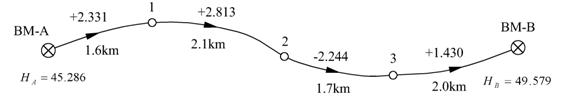 +2.331
1
+2.813
BM-A
1.6km
2.1km
2
-2.244
3
+1.430
BM-B
H_A = 45.286
1.7km
2.0km
H_B = 49.579